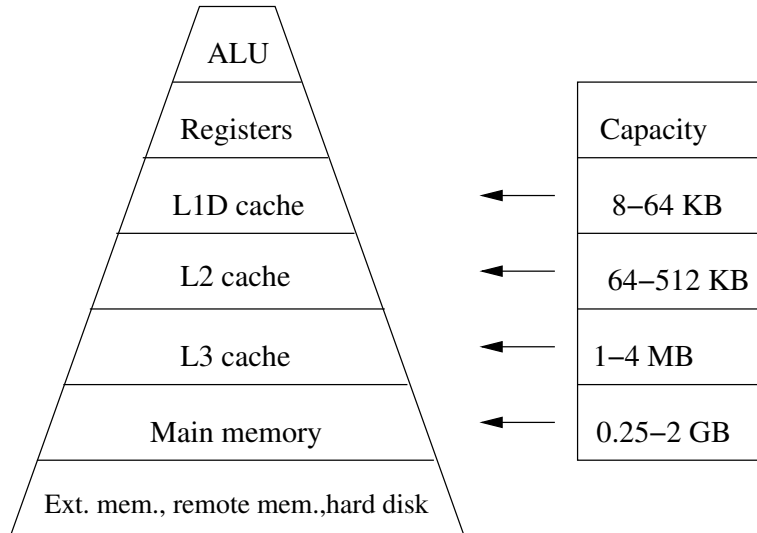 ALU
Registers
Capacity
L1D cache
8−64 KB
L2 cache
64−512 KB
L3 cache
1−4 MB
Main memory
0.25−2 GB
Ext. mem., remote mem.,hard disk